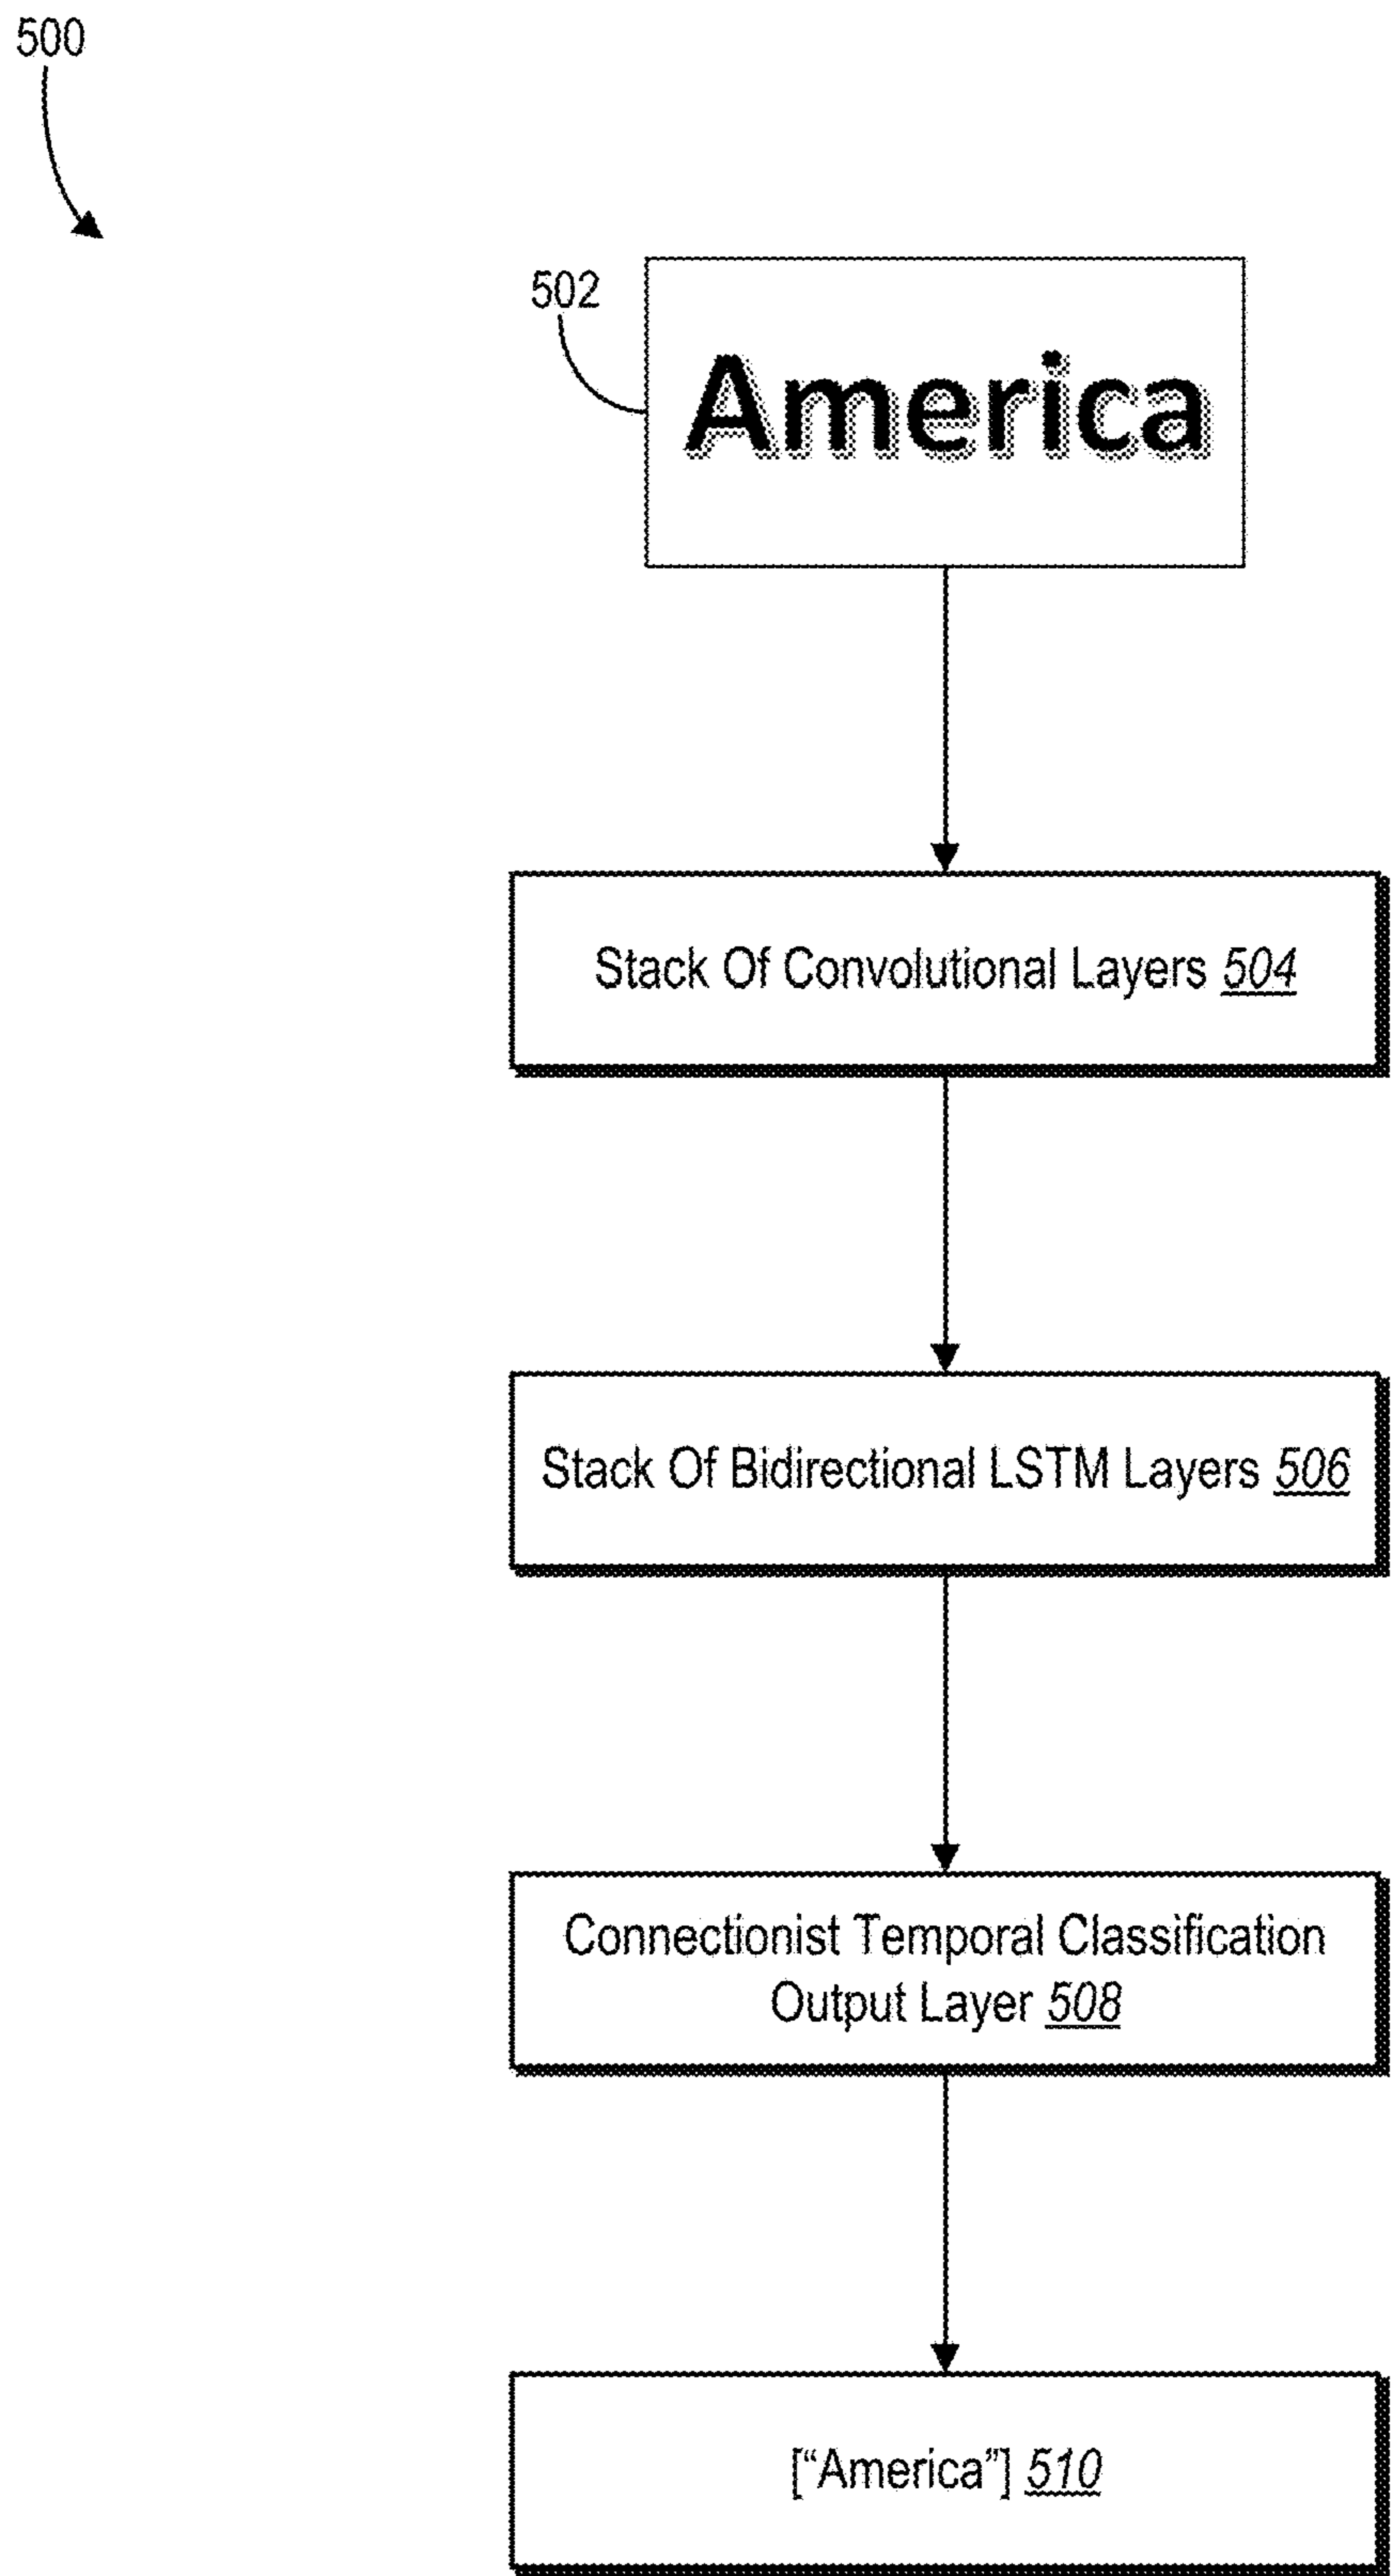 500
502
America
Stack Of Convolutional Layers 504
Stack Of Bidirectional LSTM Layers 506
Connectionist Temporal Classification
Output Layer 508
[“America”] 510